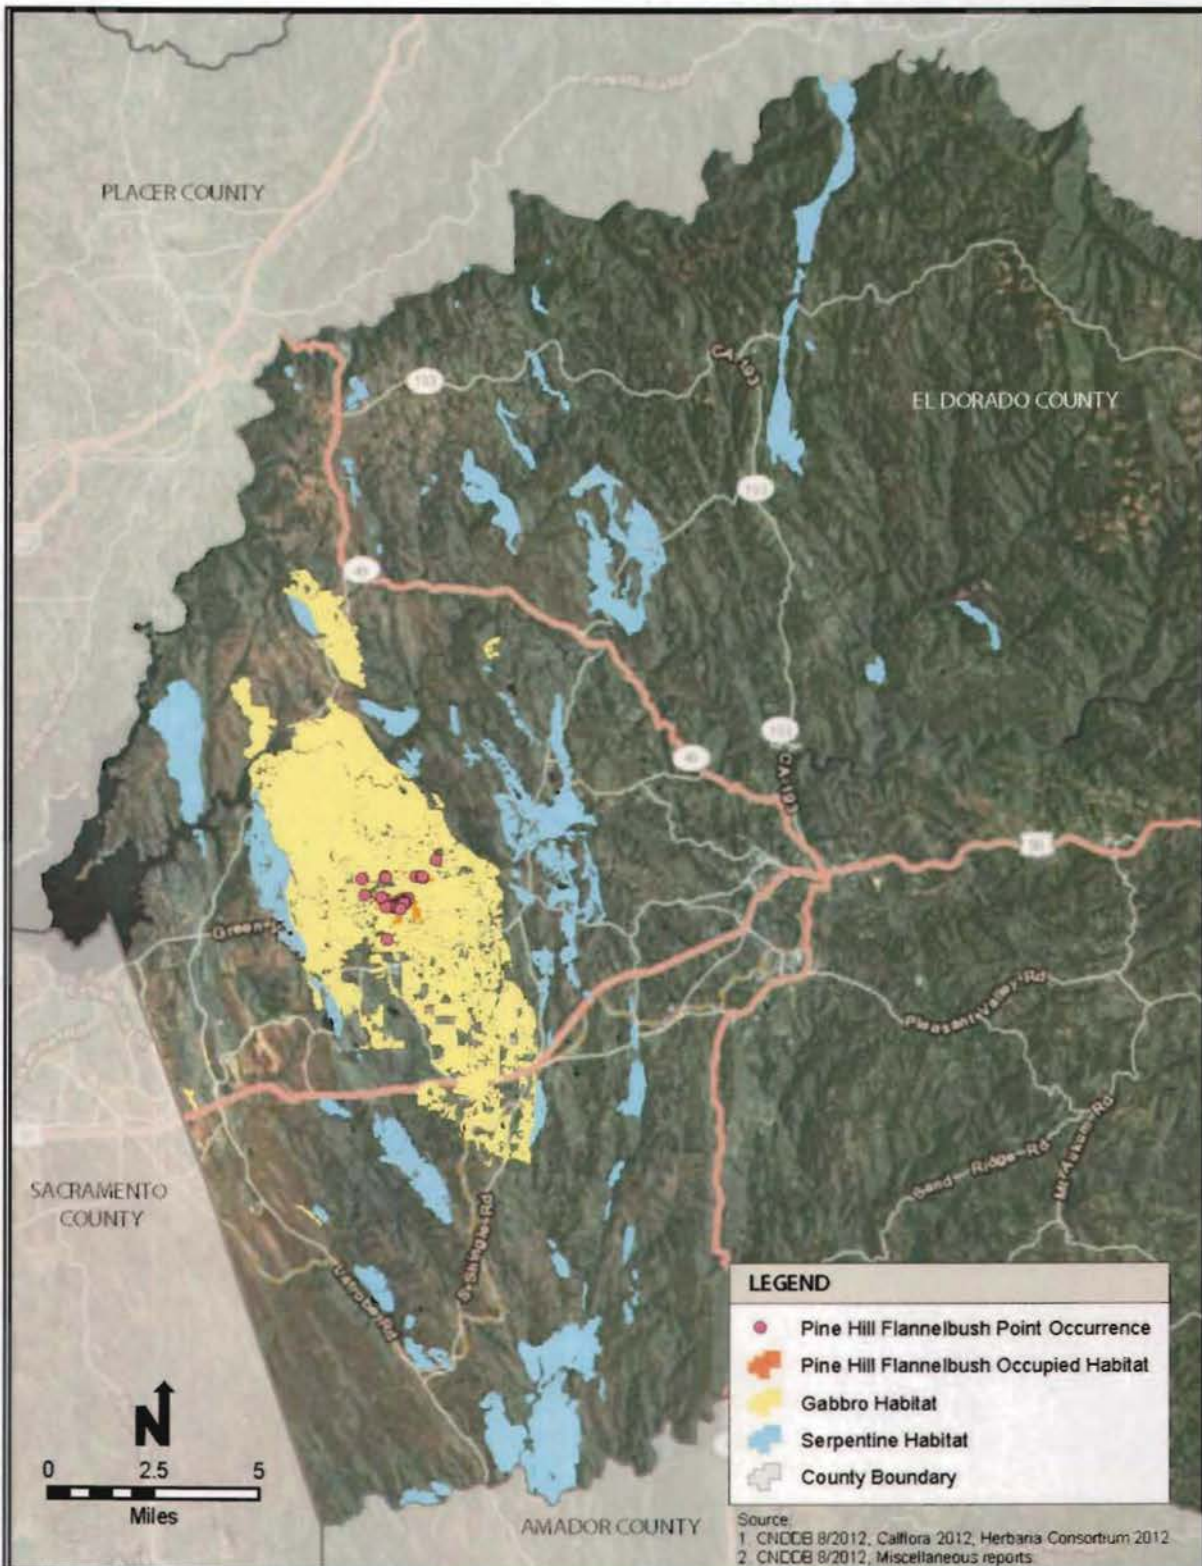 PLACER COUNTY
193
CA 193
EL DORADO COUNTY
193
49
193
49
CA 193
50
Green
Pleasant Valley Rd
Sand Ridge Rd
Mt Aukum Rd
SACRAMENTO
COUNTY
S Shingle Rd
Latrobe Rd
LEGEND
Pine Hill Flannelbush Point Occurrence
Pine Hill Flannelbush Occupied Habitat
Gabbro Habitat
Serpentine Habitat
County Boundary
N
0 2.5 5
Miles
AMADOR COUNTY
Source:
1. CNDDB 8/2012, Calflora 2012, Herbaria Consortium 2012
2. CNDDB 8/2012, Miscellaneous reports